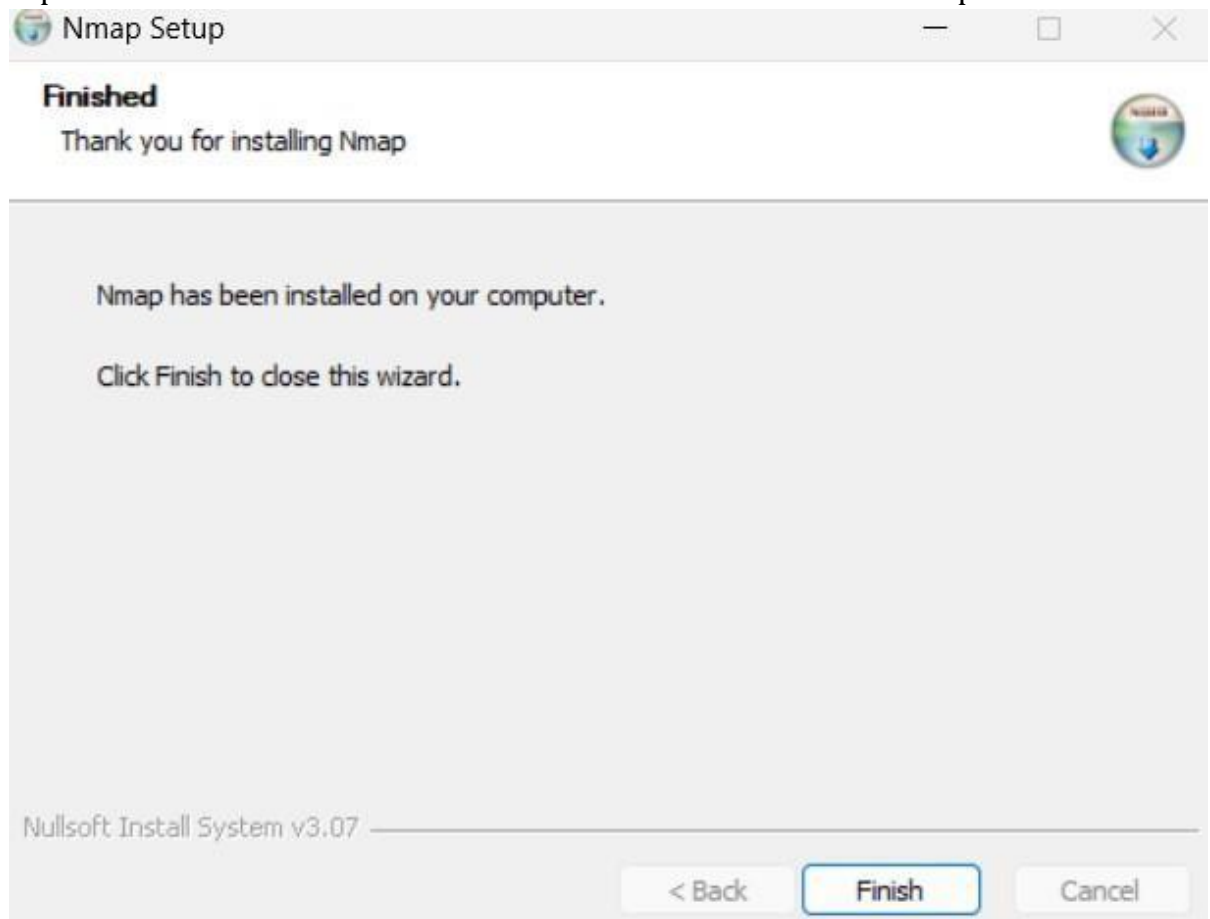 Nmap Setup
Finished
Thank you for installing Nmap
Nmap has been installed on your computer.
Click Finish to close this wizard.
Nullsoft Install System v3.07
< Back Finish Cancel